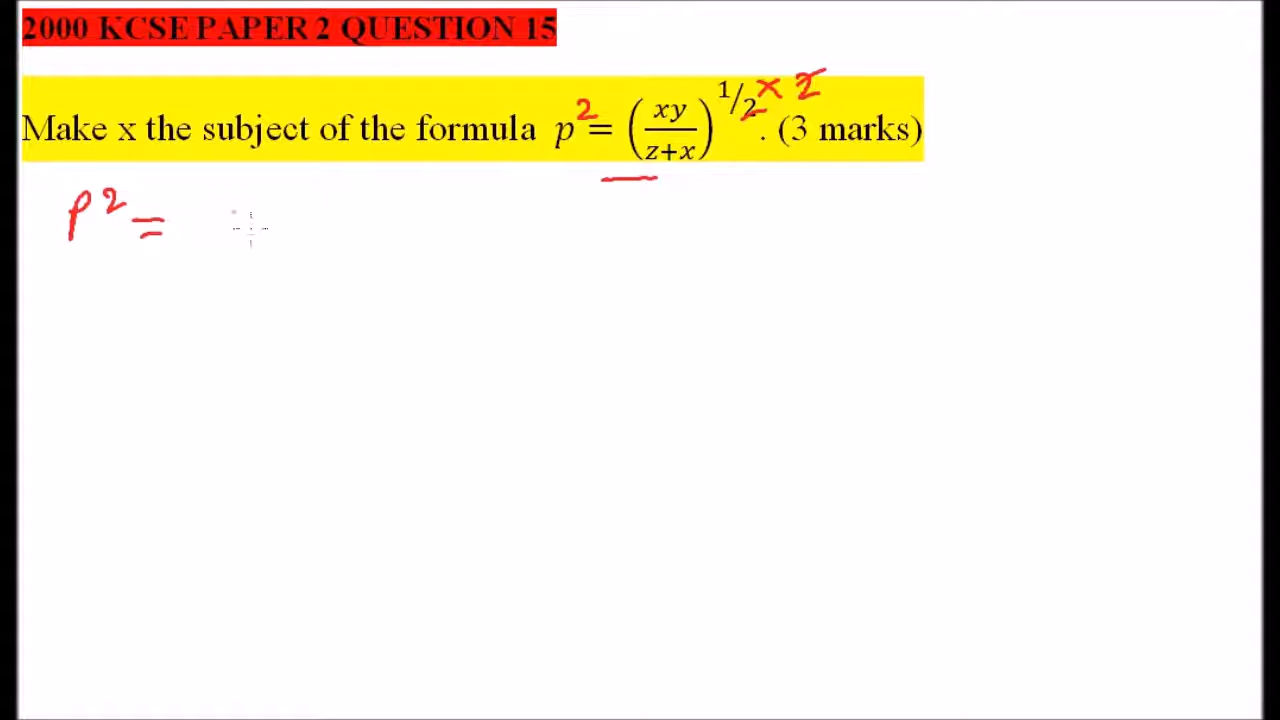 2000 KCSE PAPER 2 QUESTION 15
Make x the subject of the formula p² = (xy/(z+x))^1/2 × 2. (3 marks)
p² =